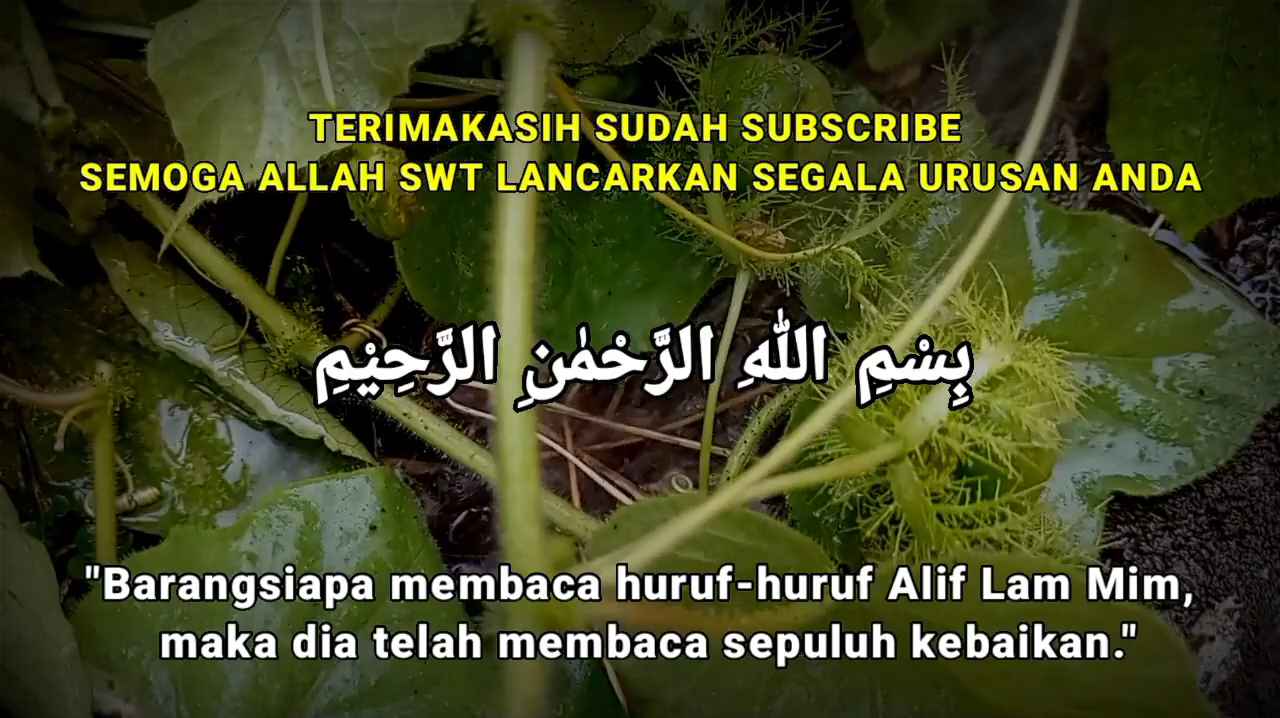 TERIMAKASIH SUDAH SUBSCRIBE
SEMOGA ALLAH SWT LANCARKAN SEGALA URUSAN ANDA
بِسْمِ اللّٰهِ الرَّحْمٰنِ الرَّحِيْمِ
"Barangsiapa membaca huruf-huruf Alif Lam Mim,
maka dia telah membaca sepuluh kebaikan."